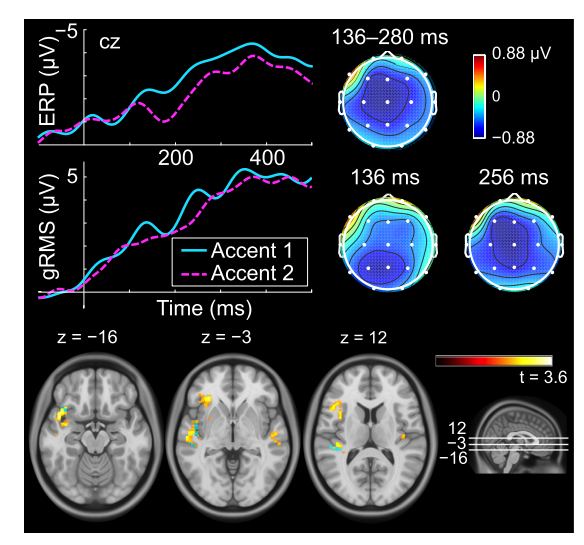 −5
cz
ERP (µV)
136–280 ms
0.88 µV
0
−0.88
200
400
5
gRMS (µV)
136 ms
256 ms
Accent 1
Accent 2
Time (ms)
z = −16
z = −3
z = 12
t = 3.6
12
−3
−16